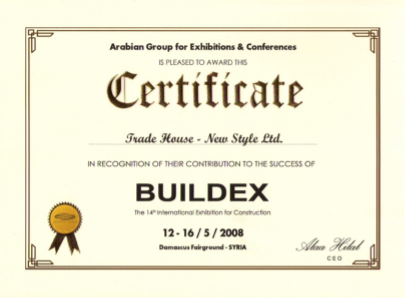 Arabian Group for Exhibitions & Conferences
IS PLEASED TO AWARD THIS
Certificate
Trade House - New Style Ltd.
IN RECOGNITION OF THEIR CONTRIBUTION TO THE SUCCESS OF
BUILDEX
The 14th International Exhibition for Construction
12 - 16 / 5 / 2008
Damascus Fairground - SYRIA
Alaa Hilal
CEO